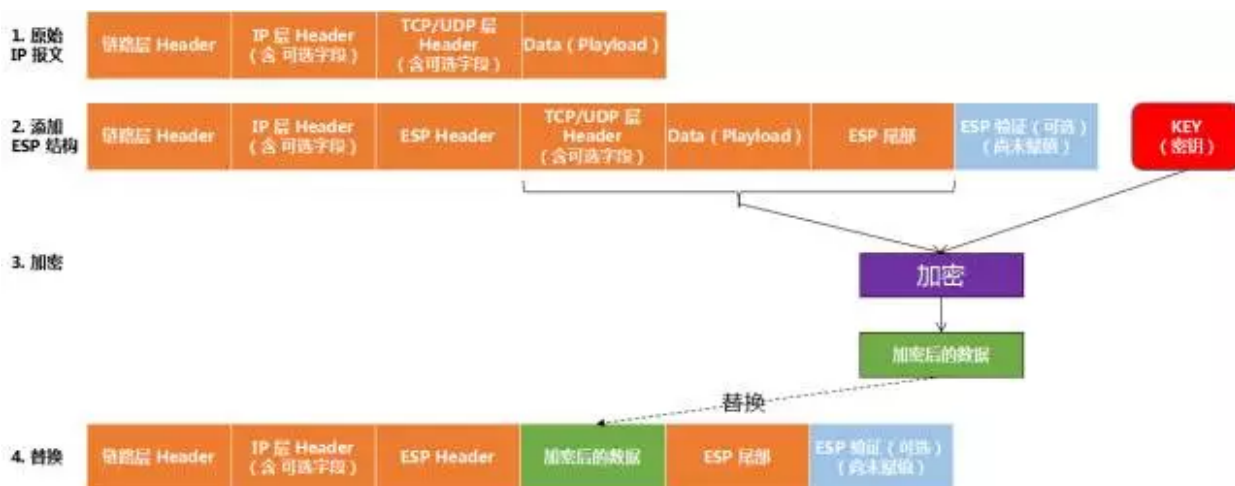 1. 原始
IP 报文
链路层 Header
IP 层 Header
（含 可选字段）
TCP/UDP 层
Header
（含可选字段）
Data（Playload）
2. 添加
ESP 结构
链路层 Header
IP 层 Header
（含 可选字段）
ESP Header
TCP/UDP 层
Header
（含可选字段）
Data（Playload）
ESP 尾部
ESP 验证（可选）
（尚未赋值）
KEY
（密钥）
3. 加密
加密
加密后的数据
替换
4. 替换
链路层 Header
IP 层 Header
（含 可选字段）
ESP Header
加密后的数据
ESP 尾部
ESP 验证（可选）
（尚未赋值）